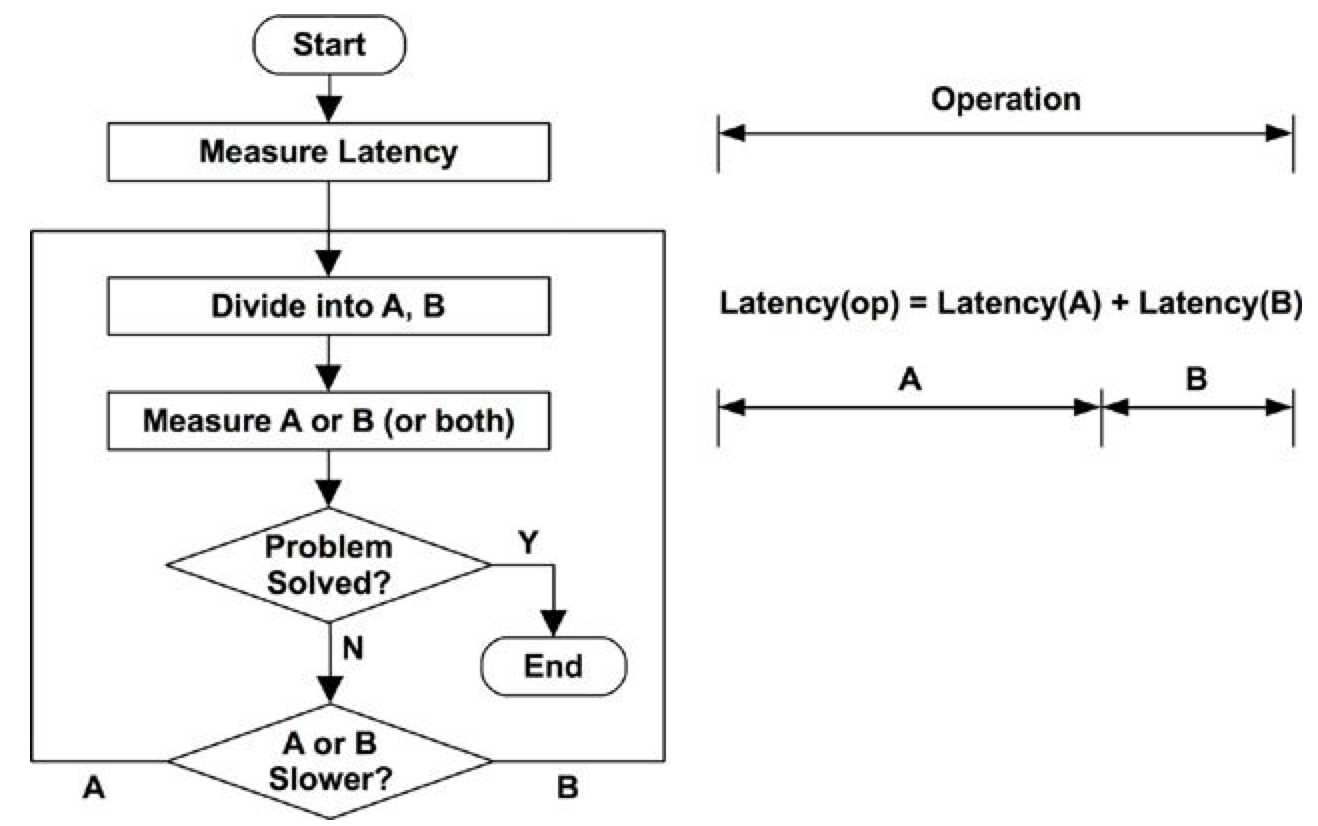 Start
Measure Latency
Divide into A, B
Measure A or B (or both)
Problem
Solved?
Y
End
N
A or B
Slower?
A
B
Operation
Latency(op) = Latency(A) + Latency(B)
A
B